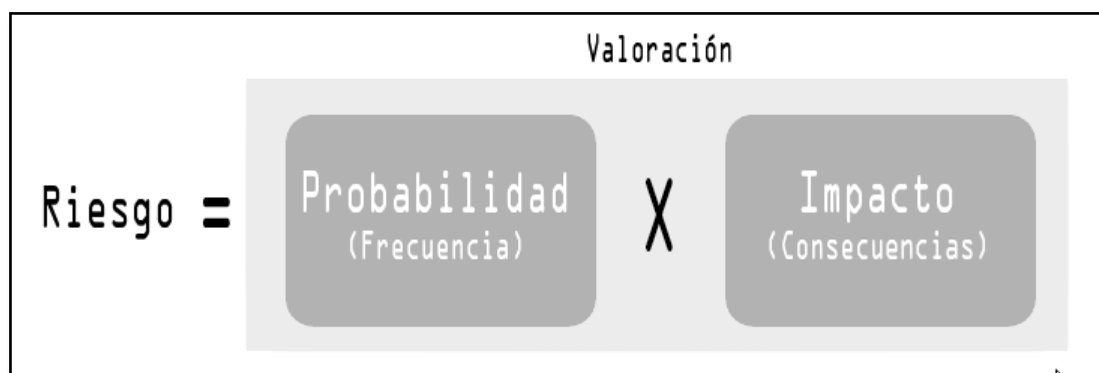 Valoración
Riesgo =
Probabilidad
(Frecuencia)
X
Impacto
(Consecuencias)